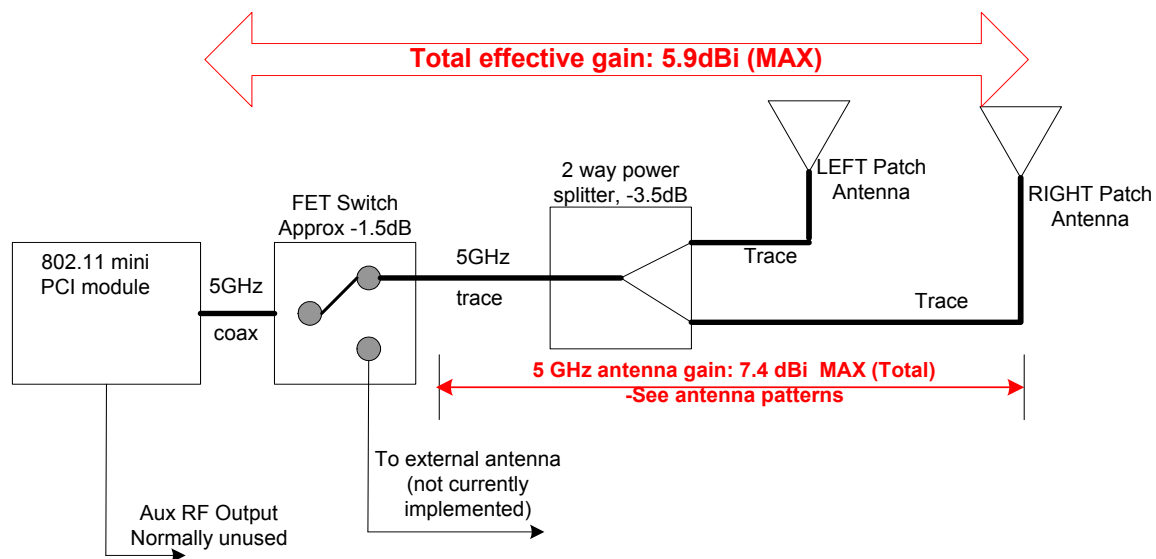 Total effective gain: 5.9dBi (MAX)
LEFT Patch
Antenna
RIGHT Patch
Antenna
2 way power
splitter, -3.5dB
FET Switch
Approx -1.5dB
802.11 mini
PCI module
5GHz
coax
5GHz
trace
Trace
Trace
5 GHz antenna gain: 7.4 dBi  MAX (Total)
-See antenna patterns
To external antenna
(not currently
implemented)
Aux RF Output
Normally unused